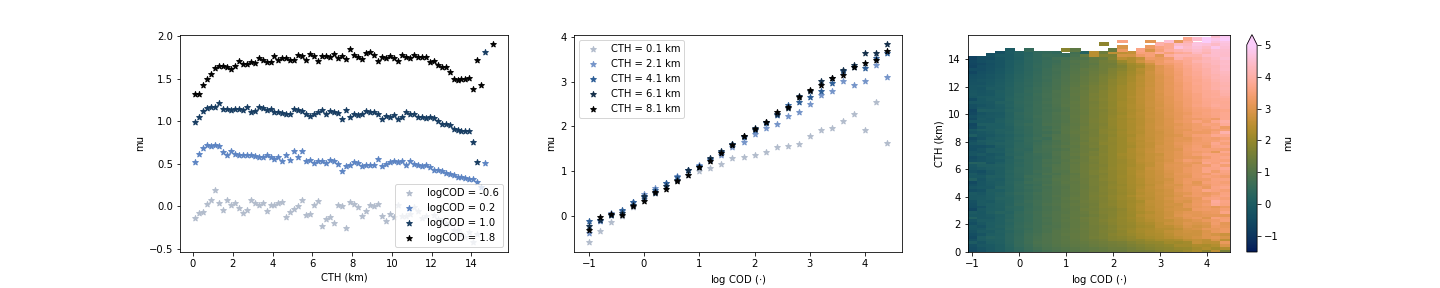 2.0
1.5
1.0
0.5
0.0
−0.5
mu
0 2 4 6 8 10 12 14
CTH (km)
logCOD = -0.6
logCOD = 0.2
logCOD = 1.0
logCOD = 1.8
4
3
2
1
0
mu
−1 0 1 2 3 4
log COD (·)
CTH = 0.1 km
CTH = 2.1 km
CTH = 4.1 km
CTH = 6.1 km
CTH = 8.1 km
14
12
10
8
6
4
2
0
CTH (km)
−1 0 1 2 3 4
log COD (·)
5
4
3
2
1
0
−1
mu